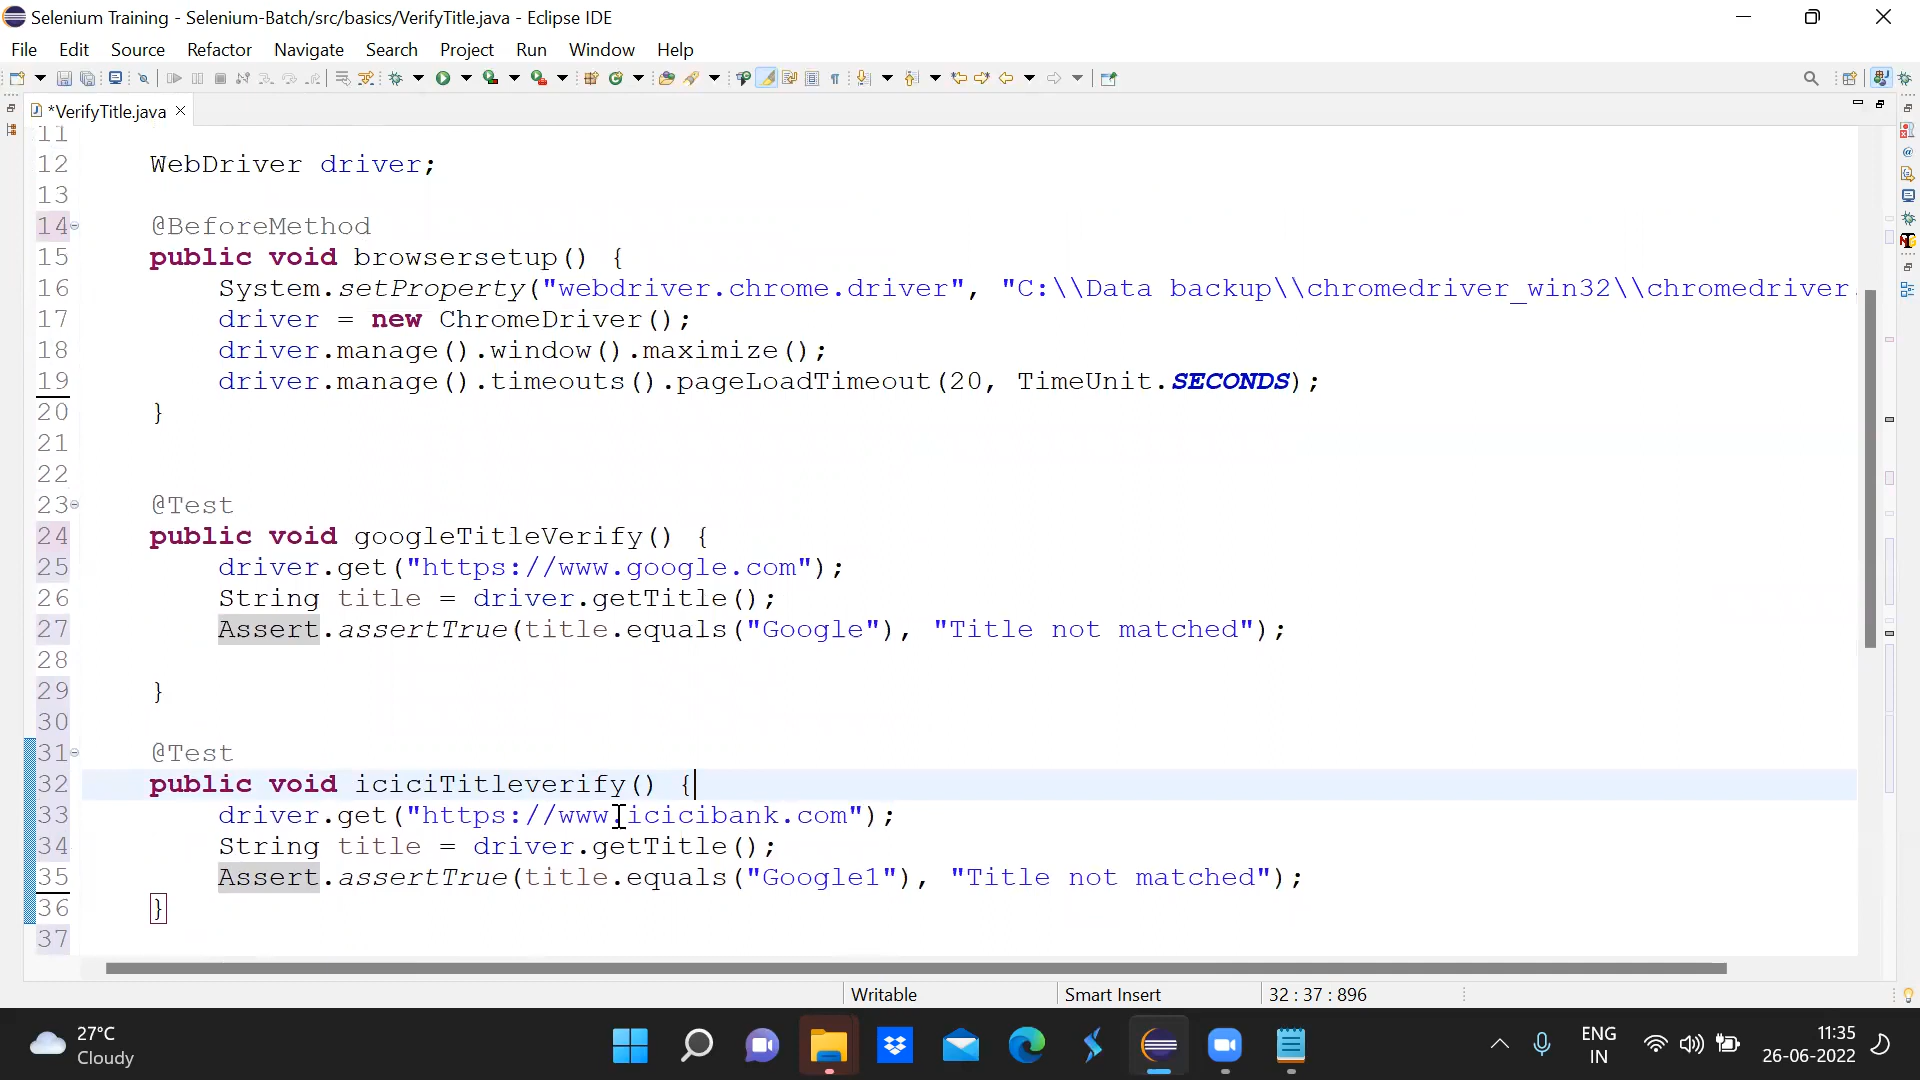 Selenium Training - Selenium-Batch/src/basics/VerifyTitle.java - Eclipse IDE
File Edit Source Refactor Navigate Search Project Run Window Help
*VerifyTitle.java
11
12 WebDriver driver;
13
14 @BeforeMethod
15 public void browsersetup() {
16 System.setProperty("webdriver.chrome.driver", "C:\\Data backup\\chromedriver_win32\\chromedriver.
17 driver = new ChromeDriver();
18 driver.manage().window().maximize();
19 driver.manage().timeouts().pageLoadTimeout(20, TimeUnit.SECONDS);
20 }
21
22
23 @Test
24 public void googleTitleVerify() {
25 driver.get("https://www.google.com");
26 String title = driver.getTitle();
27 Assert.assertTrue(title.equals("Google"), "Title not matched");
28
29 }
30
31 @Test
32 public void iciciTitleverify() {
33 driver.get("https://www.icicibank.com");
34 String title = driver.getTitle();
35 Assert.assertTrue(title.equals("Google1"), "Title not matched");
36 }
37
Writable Smart Insert 32 : 37 : 896
27°C
Cloudy
ENG
IN
11:35
26-06-2022